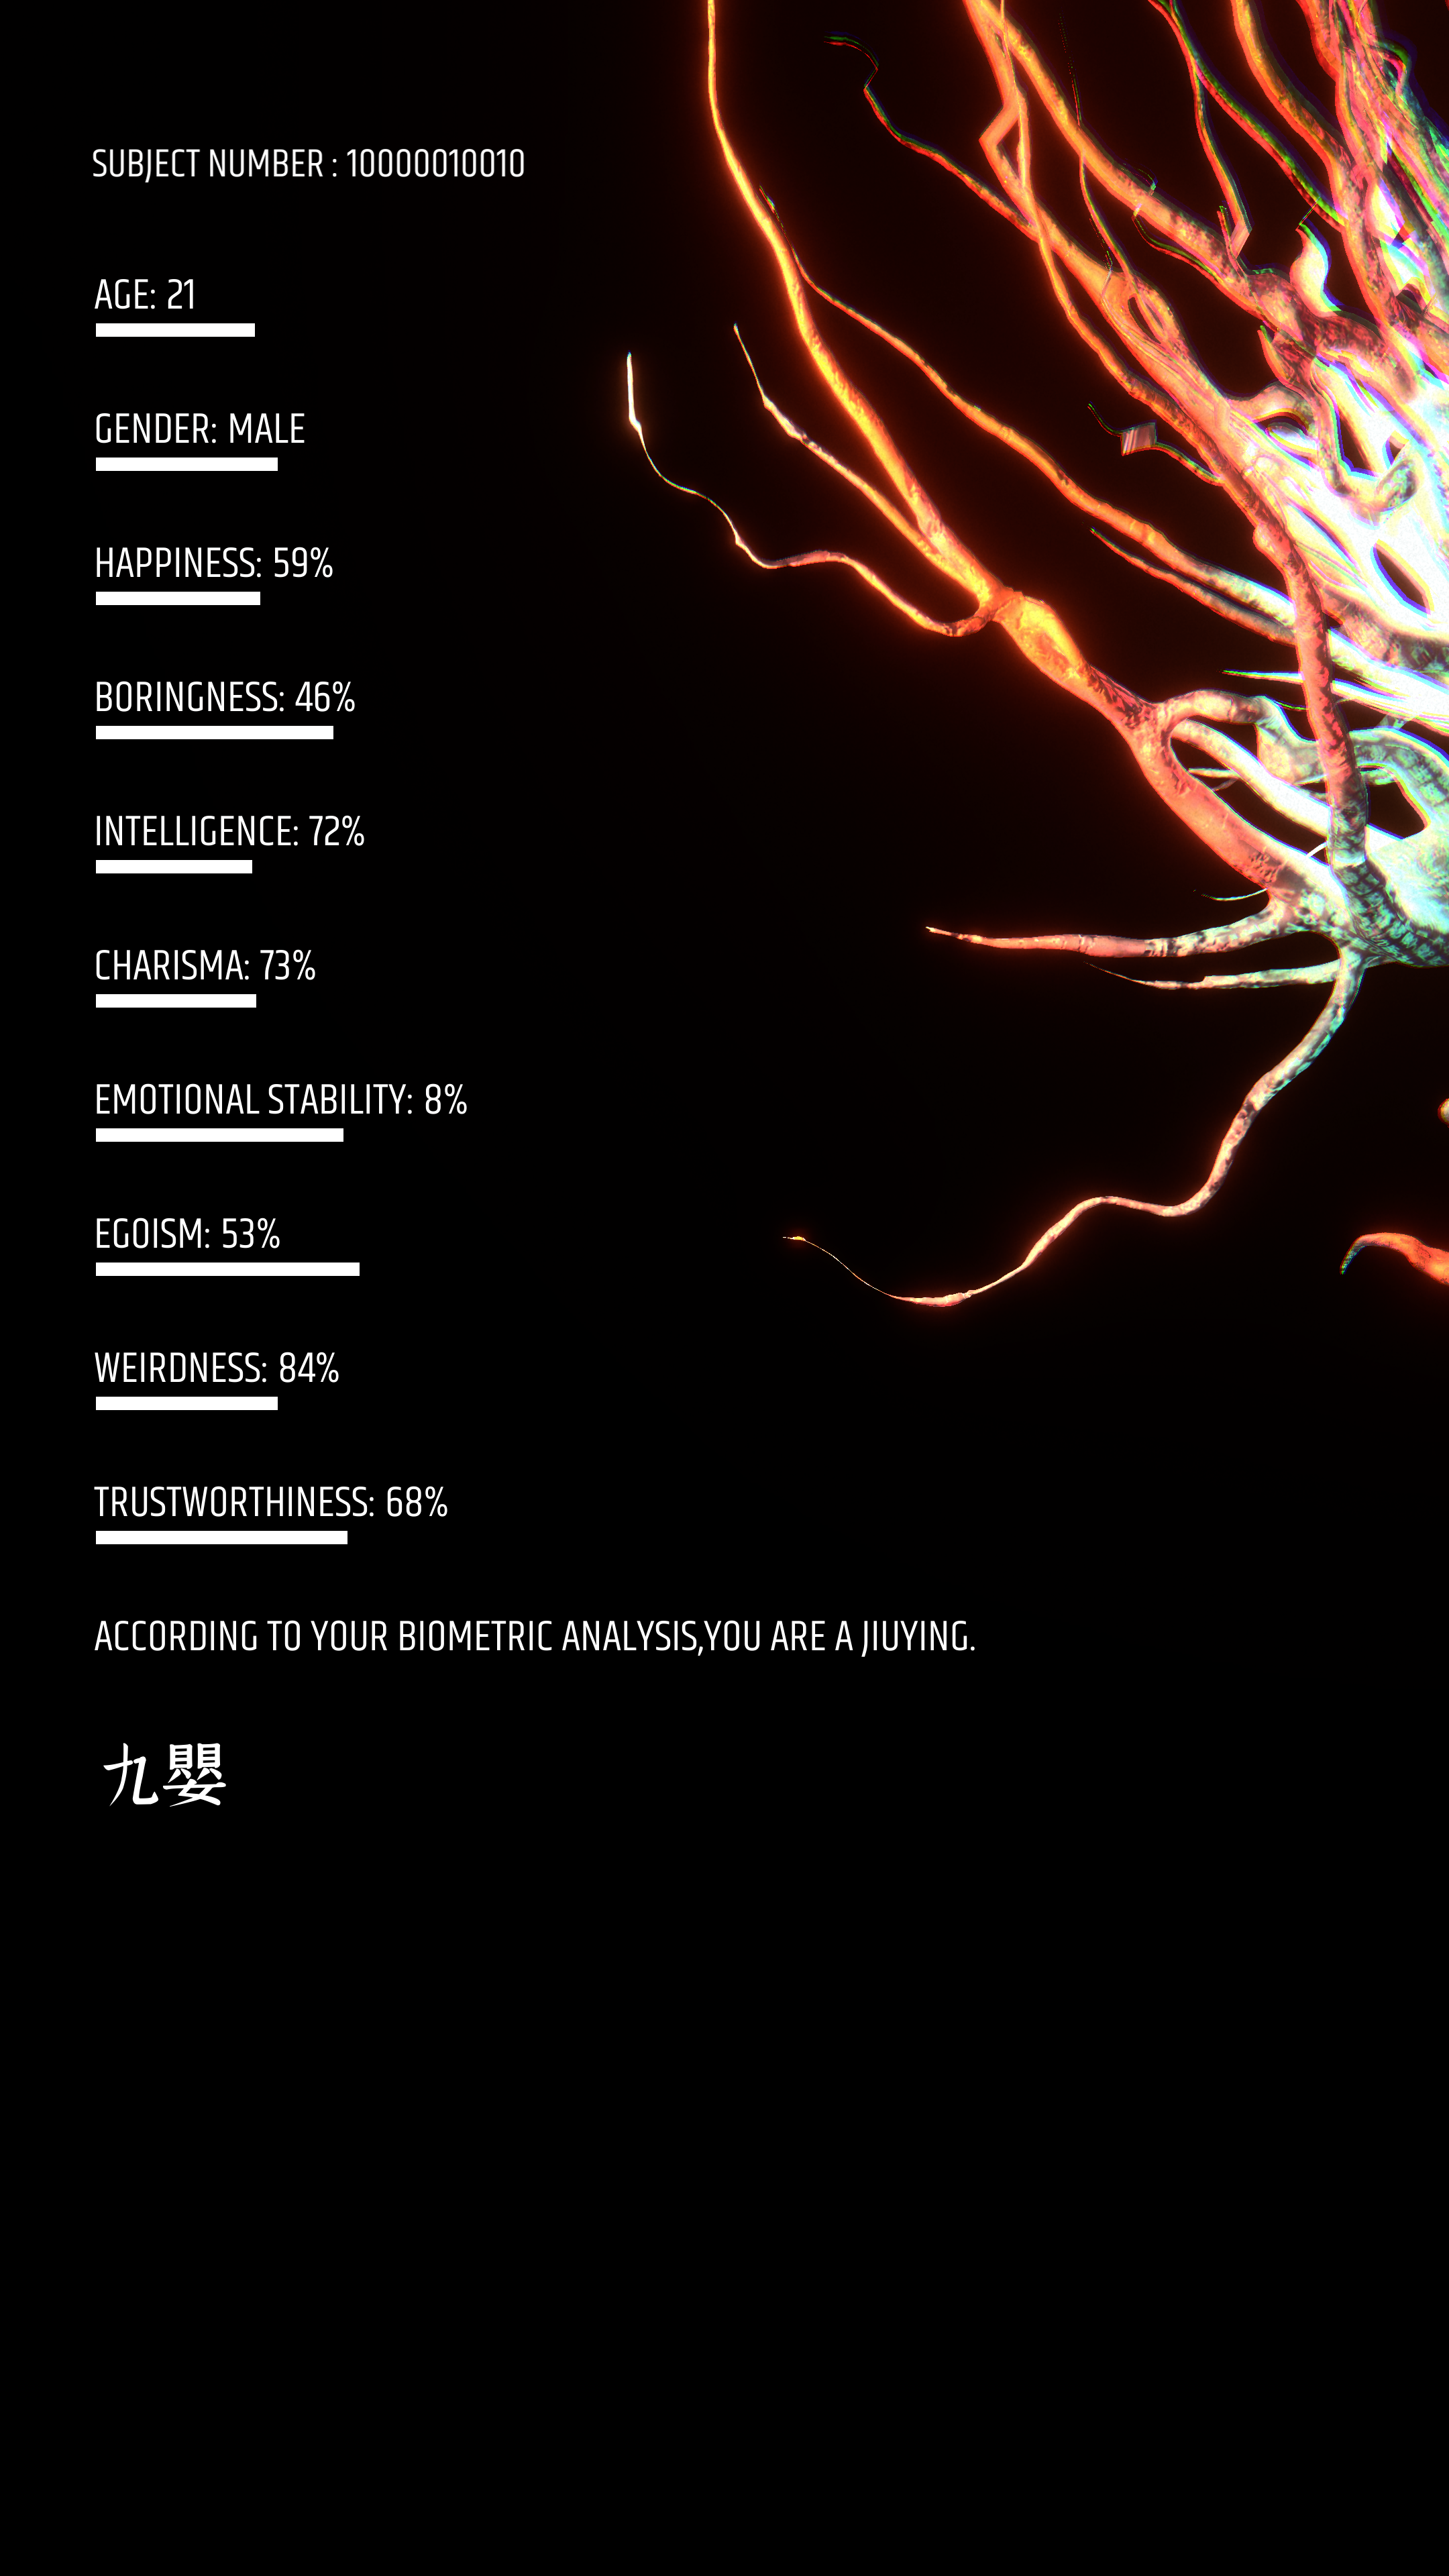 SUBJECT NUMBER : 10000010010
AGE: 21
GENDER: MALE
HAPPINESS: 59%
BORINGNESS: 46%
INTELLIGENCE: 72%
CHARISMA: 73%
EMOTIONAL STABILITY: 8%
EGOISM: 53%
WEIRDNESS: 84%
TRUSTWORTHINESS: 68%
ACCORDING TO YOUR BIOMETRIC ANALYSIS,YOU ARE A JIUYING.
九嬰